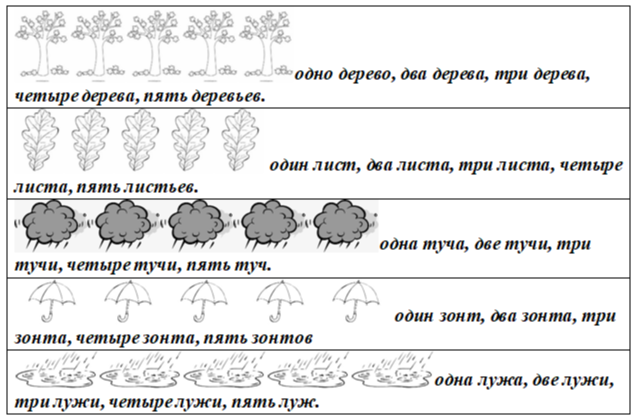 одно дерево, два дерева, три дерева,
четыре дерева, пять деревьев.
один лист, два листа, три листа, четыре
листа, пять листьев.
одна туча, две тучи, три
тучи, четыре тучи, пять туч.
один зонт, два зонта, три
зонта, четыре зонта, пять зонтов
одна лужа, две лужи,
три лужи, четыре лужи, пять луж.